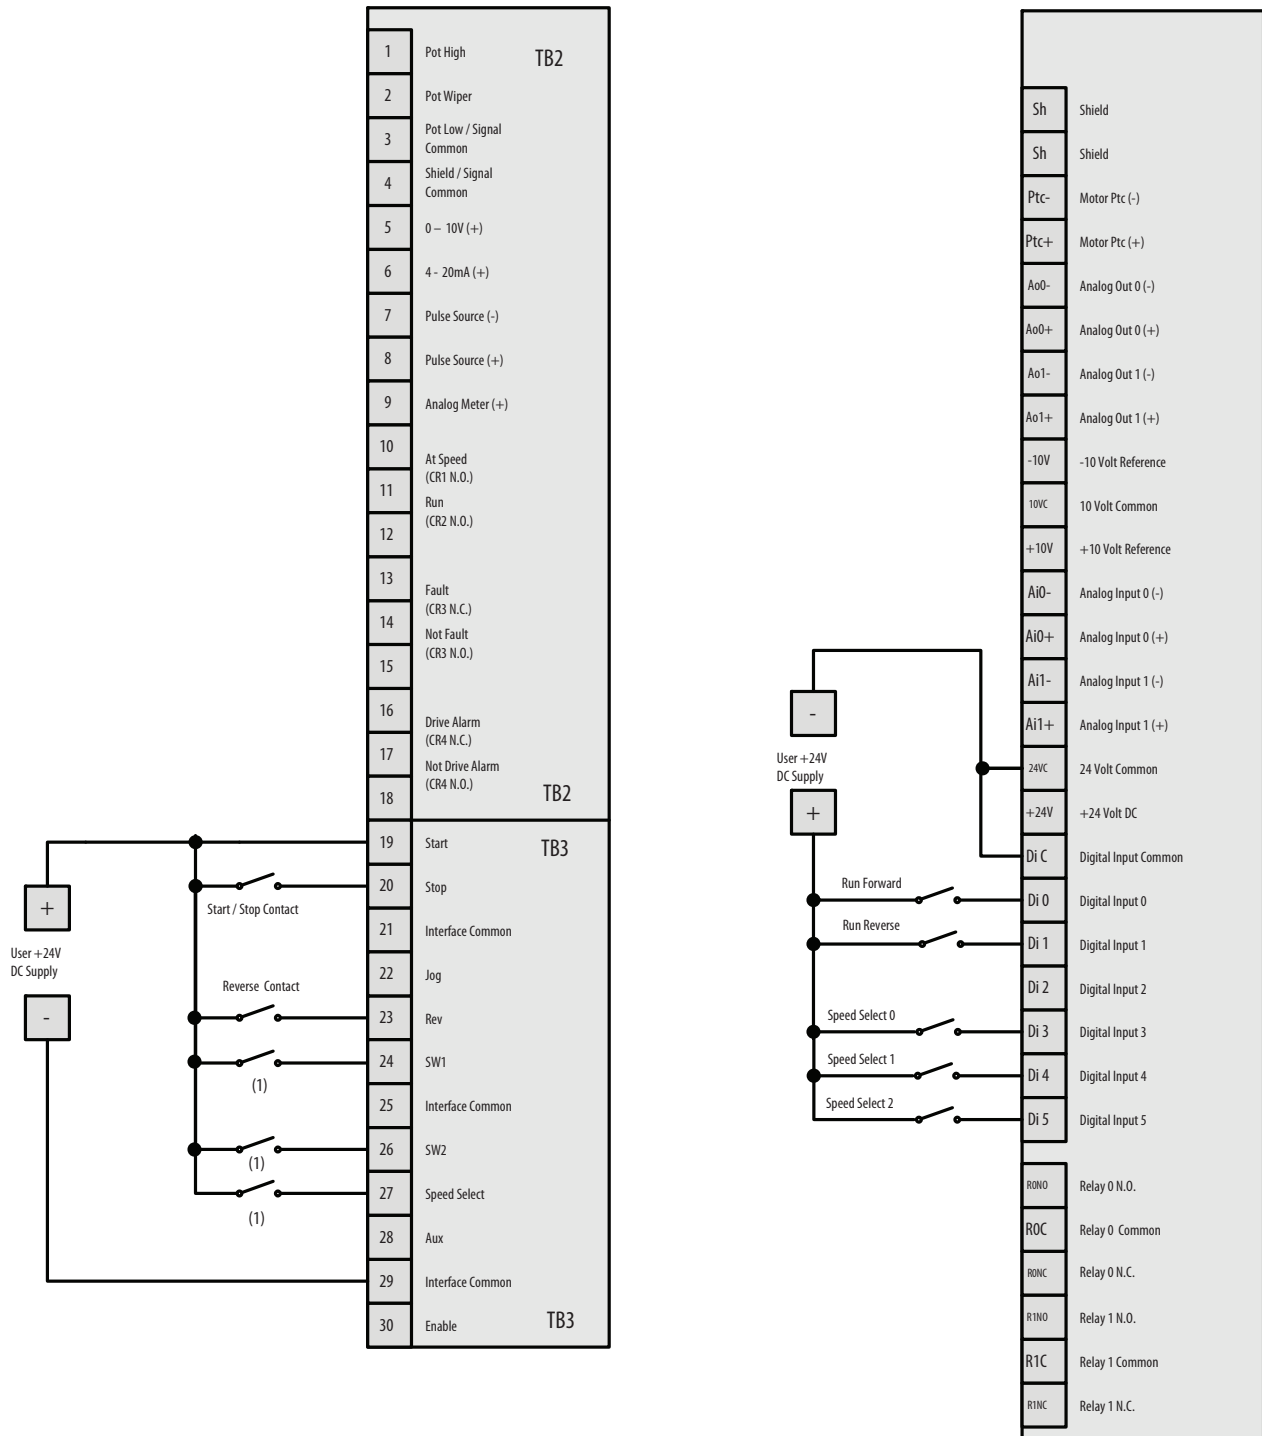 1 Pot High TB2
2 Pot Wiper
3 Pot Low / Signal
Common
4 Shield / Signal
Common
5 0 – 10V (+)
6 4 - 20mA (+)
7 Pulse Source (-)
8 Pulse Source (+)
9 Analog Meter (+)
10
At Speed
(CR1 N.O.)
11
Run
(CR2 N.O.)
12
13
Fault
(CR3 N.C.)
14
Not Fault
(CR3 N.O.)
15
16
Drive Alarm
(CR4 N.C.)
17
Not Drive Alarm
(CR4 N.O.)
18 TB2
19 Start TB3
20 Stop
Start / Stop Contact
21 Interface Common
22 Jog
Reverse Contact
23 Rev
24 SW1
(1)
25 Interface Common
26 SW2
(1)
27 Speed Select
(1)
28 Aux
29 Interface Common
30 Enable TB3
+
User +24V
DC Supply
-
Sh Shield
Sh Shield
Ptc- Motor Ptc (-)
Ptc+ Motor Ptc (+)
Ao0- Analog Out 0 (-)
Ao0+ Analog Out 0 (+)
Ao1- Analog Out 1 (-)
Ao1+ Analog Out 1 (+)
-10V -10 Volt Reference
10VC 10 Volt Common
+10V +10 Volt Reference
Ai0- Analog Input 0 (-)
Ai0+ Analog Input 0 (+)
Ai1- Analog Input 1 (-)
Ai1+ Analog Input 1 (+)
24VC 24 Volt Common
+24V +24 Volt DC
Di C Digital Input Common
-
User +24V
DC Supply
+
Run Forward
Di 0 Digital Input 0
Run Reverse
Di 1 Digital Input 1
Di 2 Digital Input 2
Speed Select 0
Di 3 Digital Input 3
Speed Select 1
Di 4 Digital Input 4
Speed Select 2
Di 5 Digital Input 5
R0NO Relay 0 N.O.
R0C Relay 0 Common
R0NC Relay 0 N.C.
R1NO Relay 1 N.O.
R1C Relay 1 Common
R1NC Relay 1 N.C.